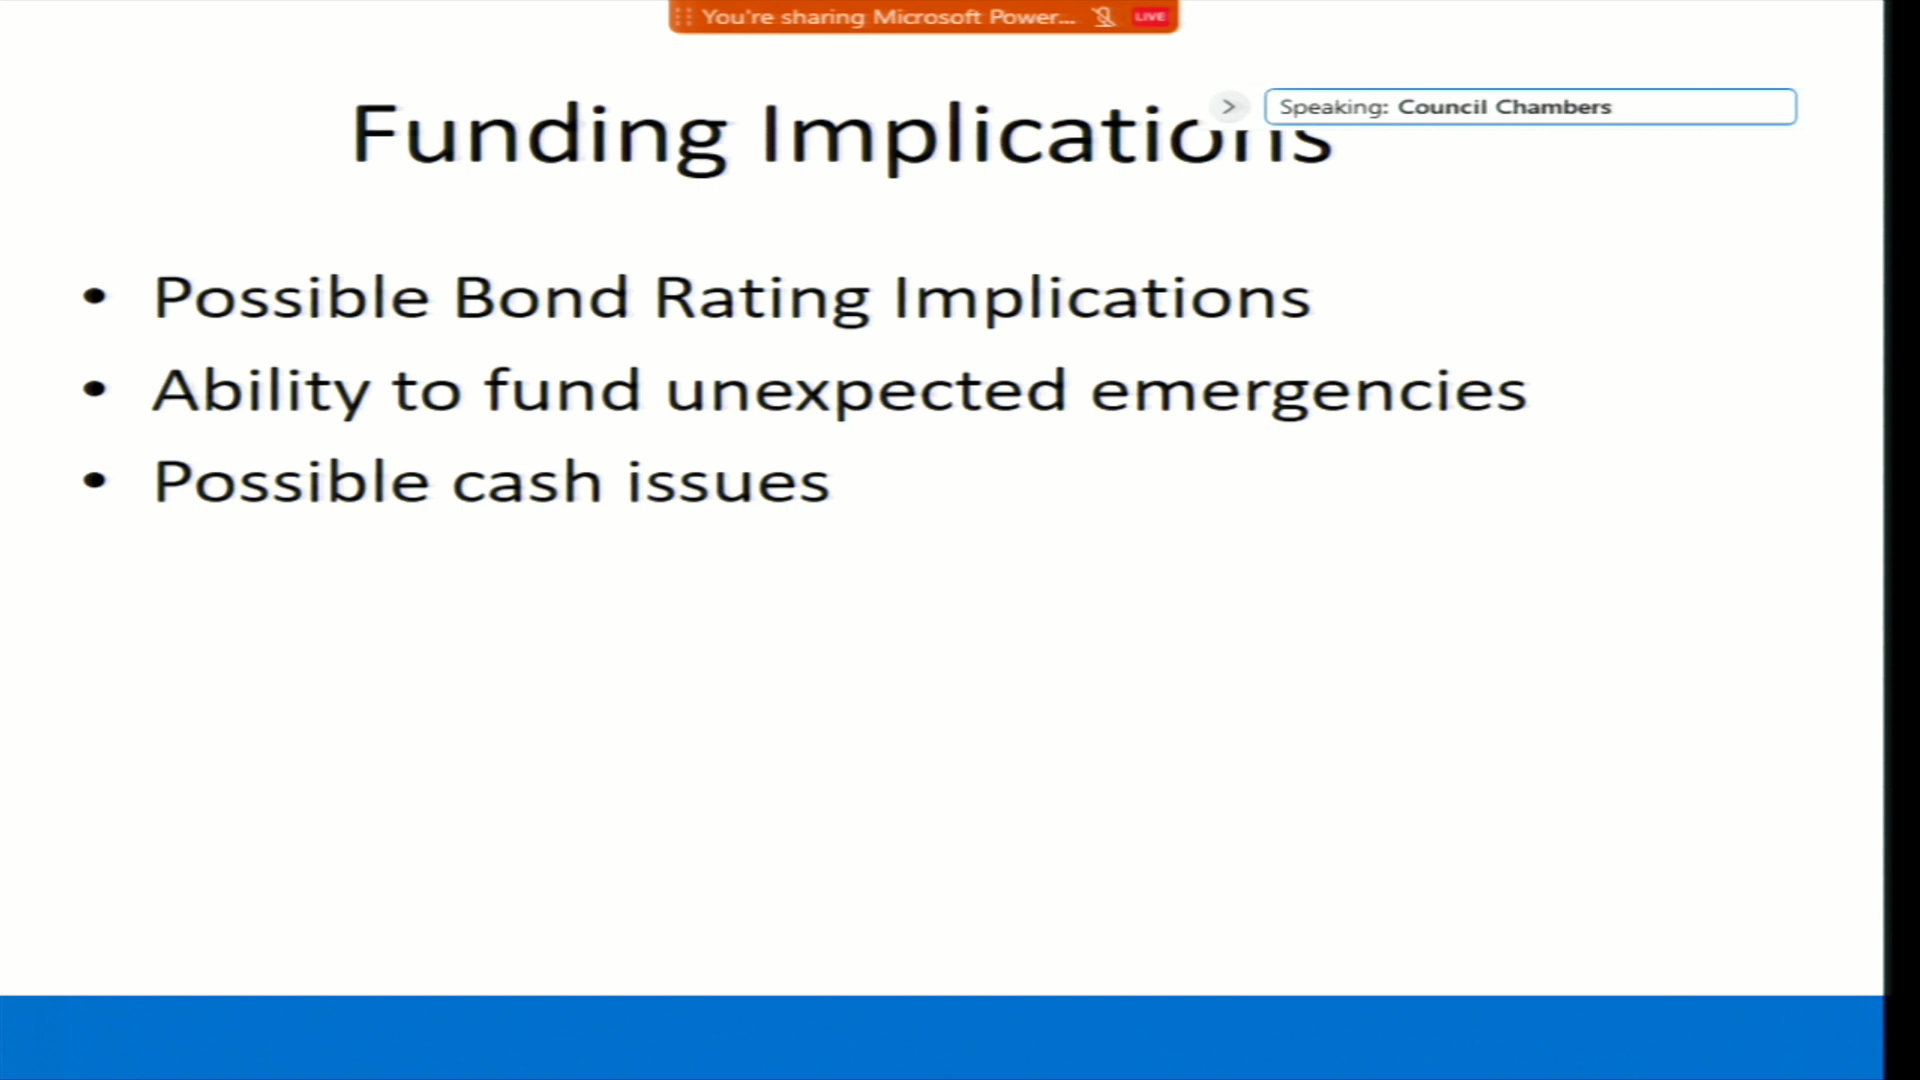 You're sharing Microsoft Power...
LIVE
Speaking: Council Chambers
Funding Implications
• Possible Bond Rating Implications
• Ability to fund unexpected emergencies
• Possible cash issues